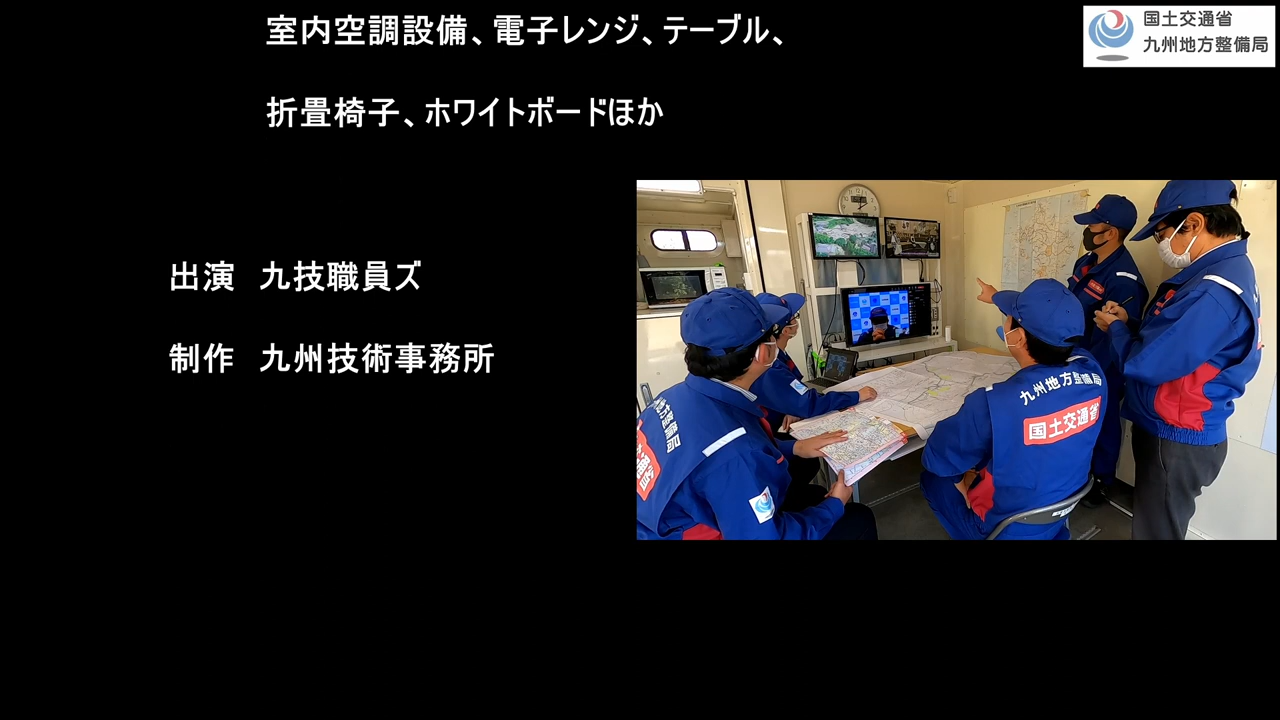 室内空調設備、電子レンジ、テーブル、
国土交通省
九州地方整備局
折畳椅子、ホワイトボードほか
出演 九技職員ズ
制作 九州技術事務所
九州地方整備局
国土交通省